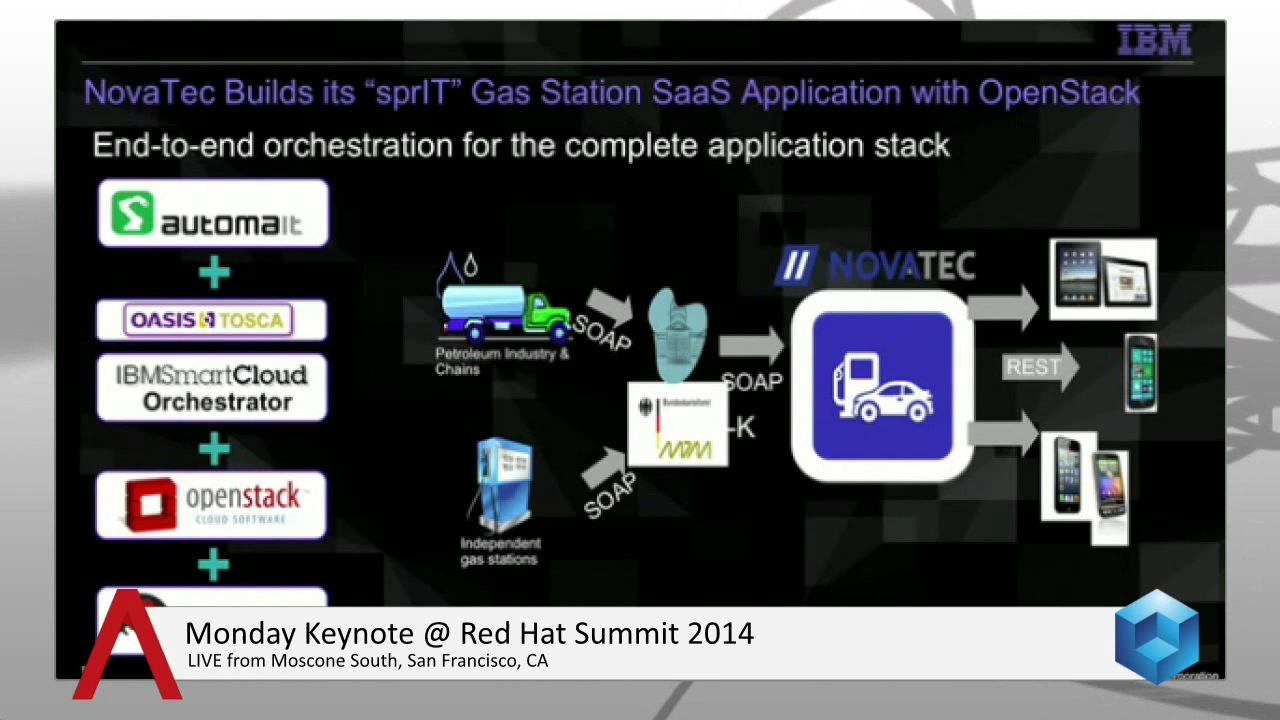 IBM
NovaTec Builds its “sprIT” Gas Station SaaS Application with OpenStack
End-to-end orchestration for the complete application stack
automaIt
OASIS TOSCA
IBMSmartCloud
Orchestrator
openstack
CLOUD SOFTWARE
Petroleum Industry &
Chains
SOAP
SOAP
Bundeskartellamt
-K
SOAP
Independent
gas stations
NOVATEC
REST
Monday Keynote @ Red Hat Summit 2014
LIVE from Moscone South, San Francisco, CA